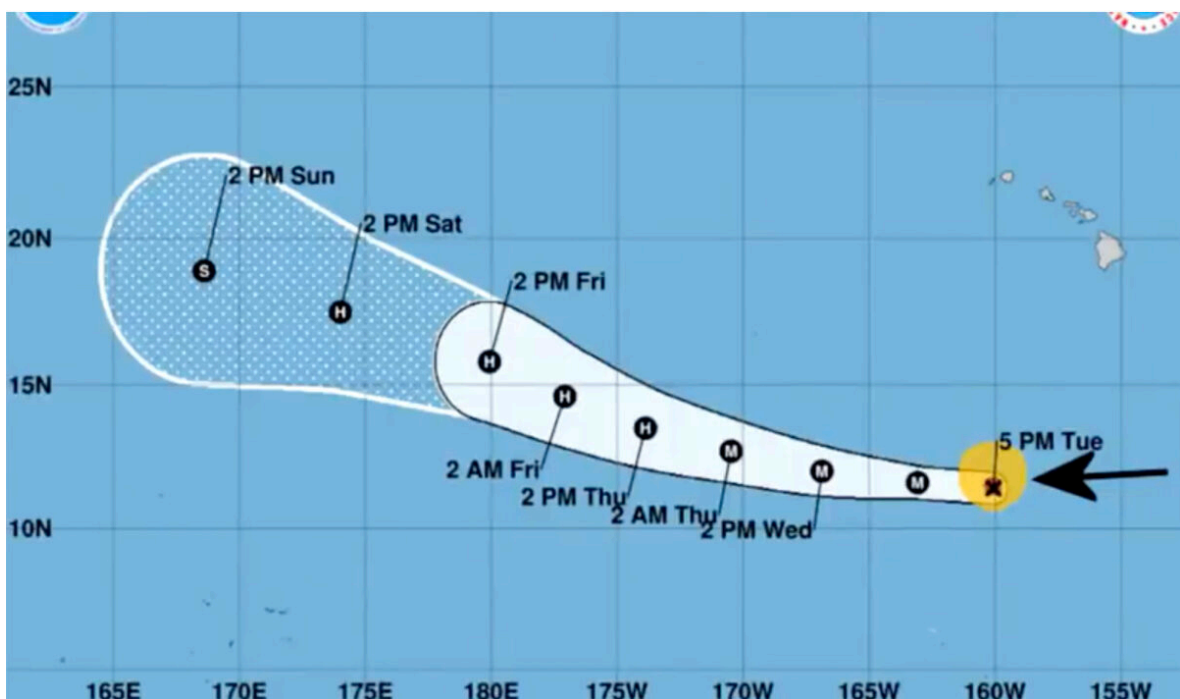 25N
2 PM Sun
2 PM Sat
20N
S
2 PM Fri
H
H
15N
H
H
5 PM Tue
M
2 AM Fri
M
M
2 PM Thu
2 AM Thu
2 PM Wed
10N
165E
170E
175E
180E
175W
170W
165W
160W
155W